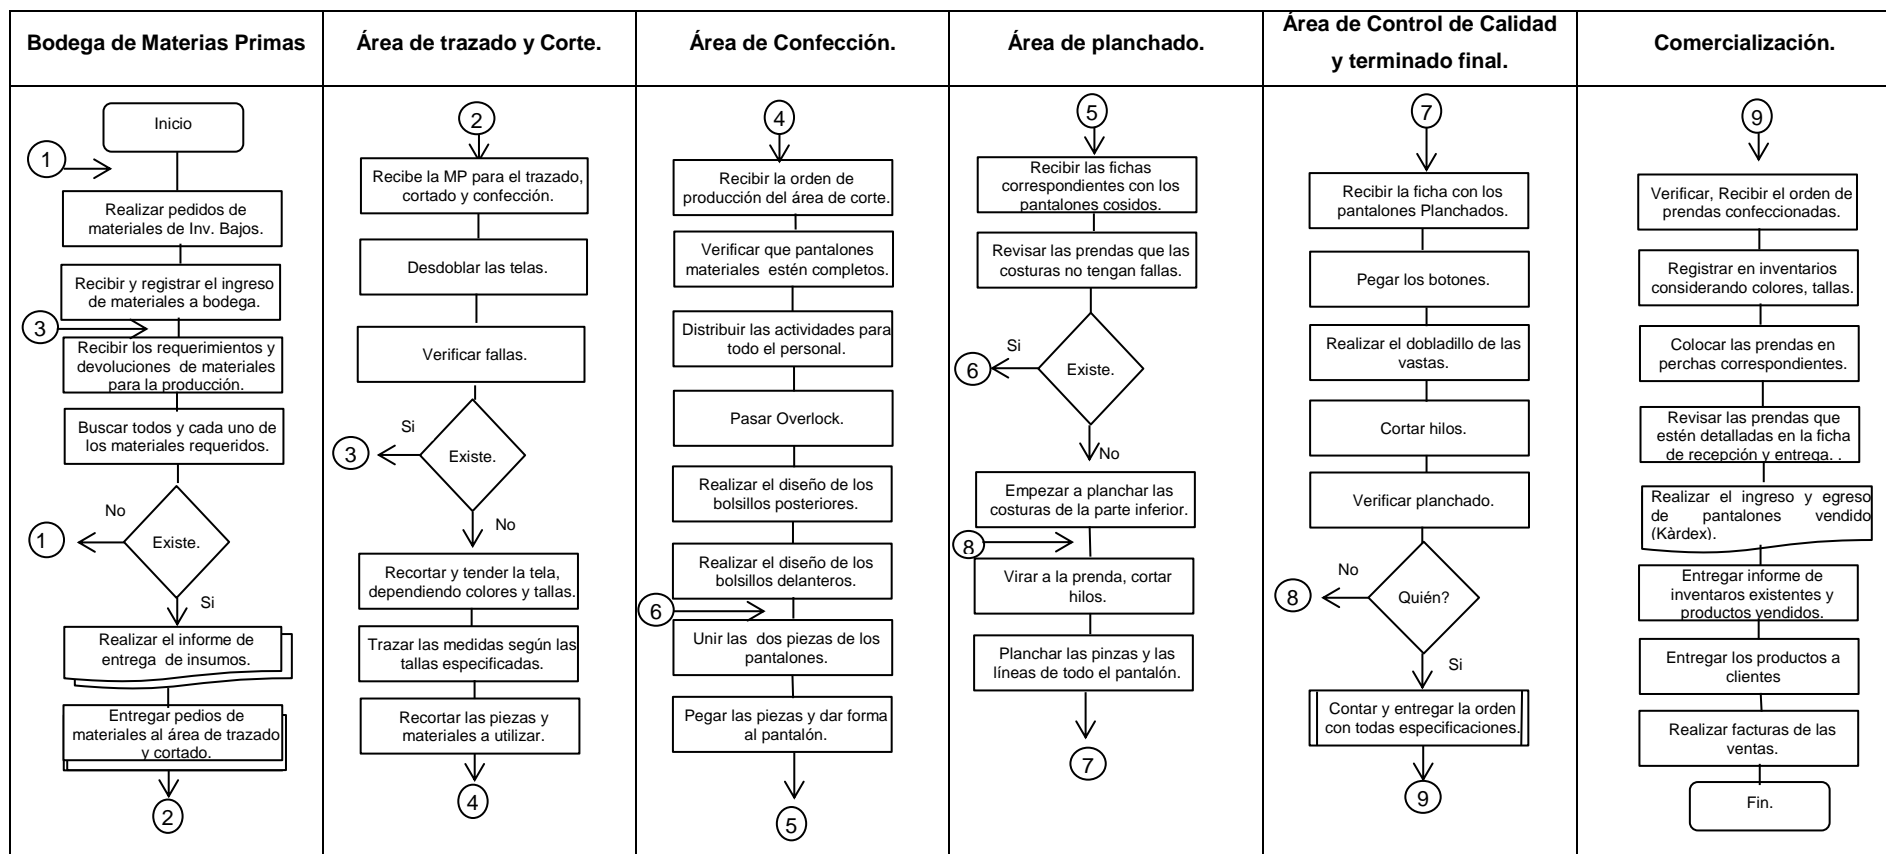 Bodega de Materias Primas
Área de trazado y Corte.
Área de Confección.
Área de planchado.
Área de Control de Calidad
y terminado final.
Comercialización.
Inicio
1
Realizar pedidos de
materiales de Inv. Bajos.
Recibir y registrar el ingreso
de materiales a bodega.
3
Recibir los requerimientos y
devoluciones de materiales
para la producción.
Buscar todos y cada uno de
los materiales requeridos.
No
1
Existe.
Si
Realizar el informe de
entrega de insumos.
Entregar pedios de
materiales al área de trazado
y cortado.
2
2
Recibe la MP para el trazado,
cortado y confección.
Desdoblar las telas.
Verificar fallas.
Si
3
Existe.
No
Recortar y tender la tela,
dependiendo colores y tallas.
Trazar las medidas según las
tallas especificadas.
Recortar las piezas y
materiales a utilizar.
4
4
Recibir la orden de
producción del área de corte.
Verificar que pantalones
materiales estén completos.
Distribuir las actividades para
todo el personal.
Pasar Overlock.
Realizar el diseño de los
bolsillos posteriores.
Realizar el diseño de los
bolsillos delanteros.
6
Unir las dos piezas de los
pantalones.
Pegar las piezas y dar forma
al pantalón.
5
5
Recibir las fichas
correspondientes con los
pantalones cosidos.
Revisar las prendas que las
costuras no tengan fallas.
Si
6
Existe.
No
Empezar a planchar las
costuras de la parte inferior.
8
Virar a la prenda, cortar
hilos.
Planchar las pinzas y las
líneas de todo el pantalón.
7
7
Recibir la ficha con los
pantalones Planchados.
Pegar los botones.
Realizar el dobladillo de las
vastas.
Cortar hilos.
Verificar planchado.
No
8
Quién?
Si
Contar y entregar la orden
con todas especificaciones.
9
9
Verificar, Recibir el orden de
prendas confeccionadas.
Registrar en inventarios
considerando colores, tallas.
Colocar las prendas en
perchas correspondientes.
Revisar las prendas que
estén detalladas en la ficha
de recepción y entrega. .
Realizar el ingreso y egreso
de pantalones vendido
(Kàrdex).
Entregar informe de
inventaros existentes y
productos vendidos.
Entregar los productos a
clientes
Realizar facturas de las
ventas.
Fin.